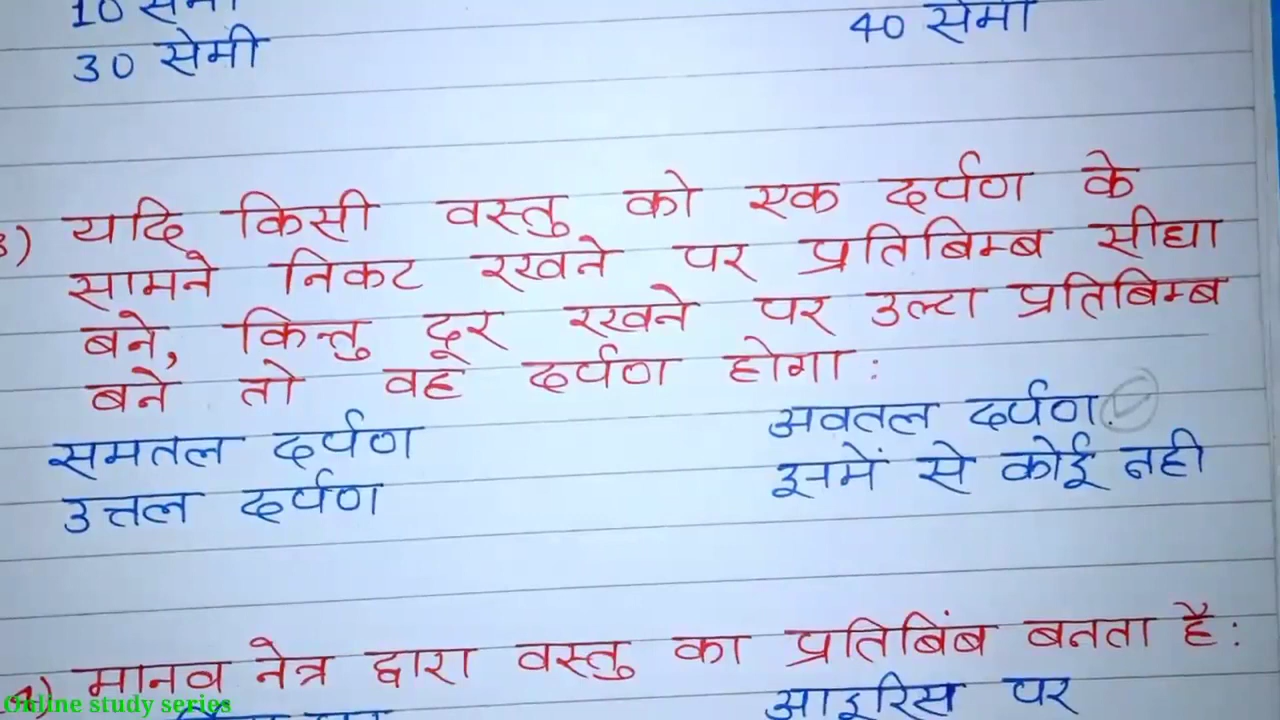 10 सेमी
40 सेमी
30 सेमी
3) यदि किसी वस्तु को एक दर्पण के
सामने निकट रखने पर प्रतिबिम्ब सीधा
बने, किन्तु दूर रखने पर उल्टा प्रतिबिम्ब
बने तो वह दर्पण होगा :
समतल दर्पण
अवतल दर्पण.
उत्तल दर्पण
इनमें से कोई नही
4) मानव नेत्र द्वारा वस्तु का प्रतिबिंब बनता है :
आइरिस पर
Online study series